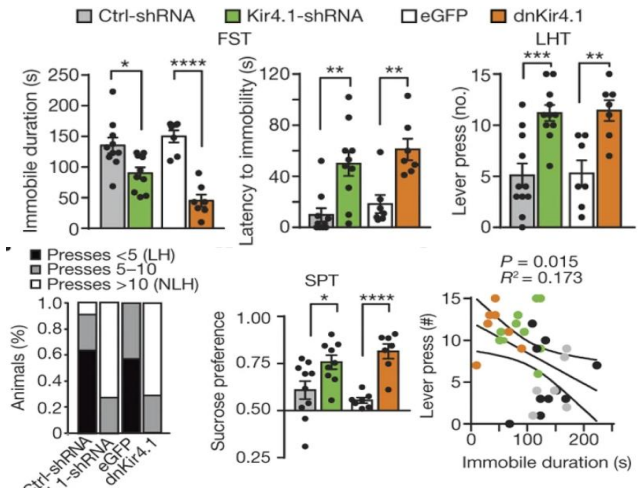 Ctrl-shRNA Kir4.1-shRNA eGFP dnKir4.1
FST LHT
Immobile duration (s)
250
200
150
100
50
0
* ****
Latency to immobility (s)
120
80
40
0
** **
Lever press (no.)
15
10
5
0
*** **
Presses <5 (LH)
Presses 5–10
Presses >10 (NLH)
Animals (%)
1.0
0.8
0.6
0.4
0.2
0
Ctrl-shRNA
4.1-shRNA
eGFP
dnKir4.1
SPT
Sucrose preference
1.00
0.75
0.50
0.25
* ****
P = 0.015
R² = 0.173
Lever press (#)
15
10
5
0
0 100 200
Immobile duration (s)